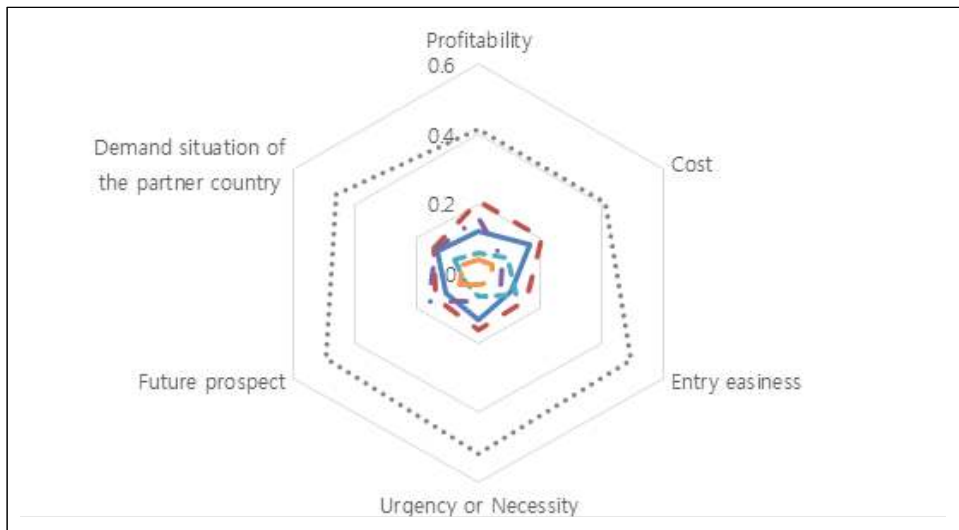 Profitability
0.6
Demand situation of
the partner country
0.4
Cost
0.2
Future prospect
Entry easiness
Urgency or Necessity